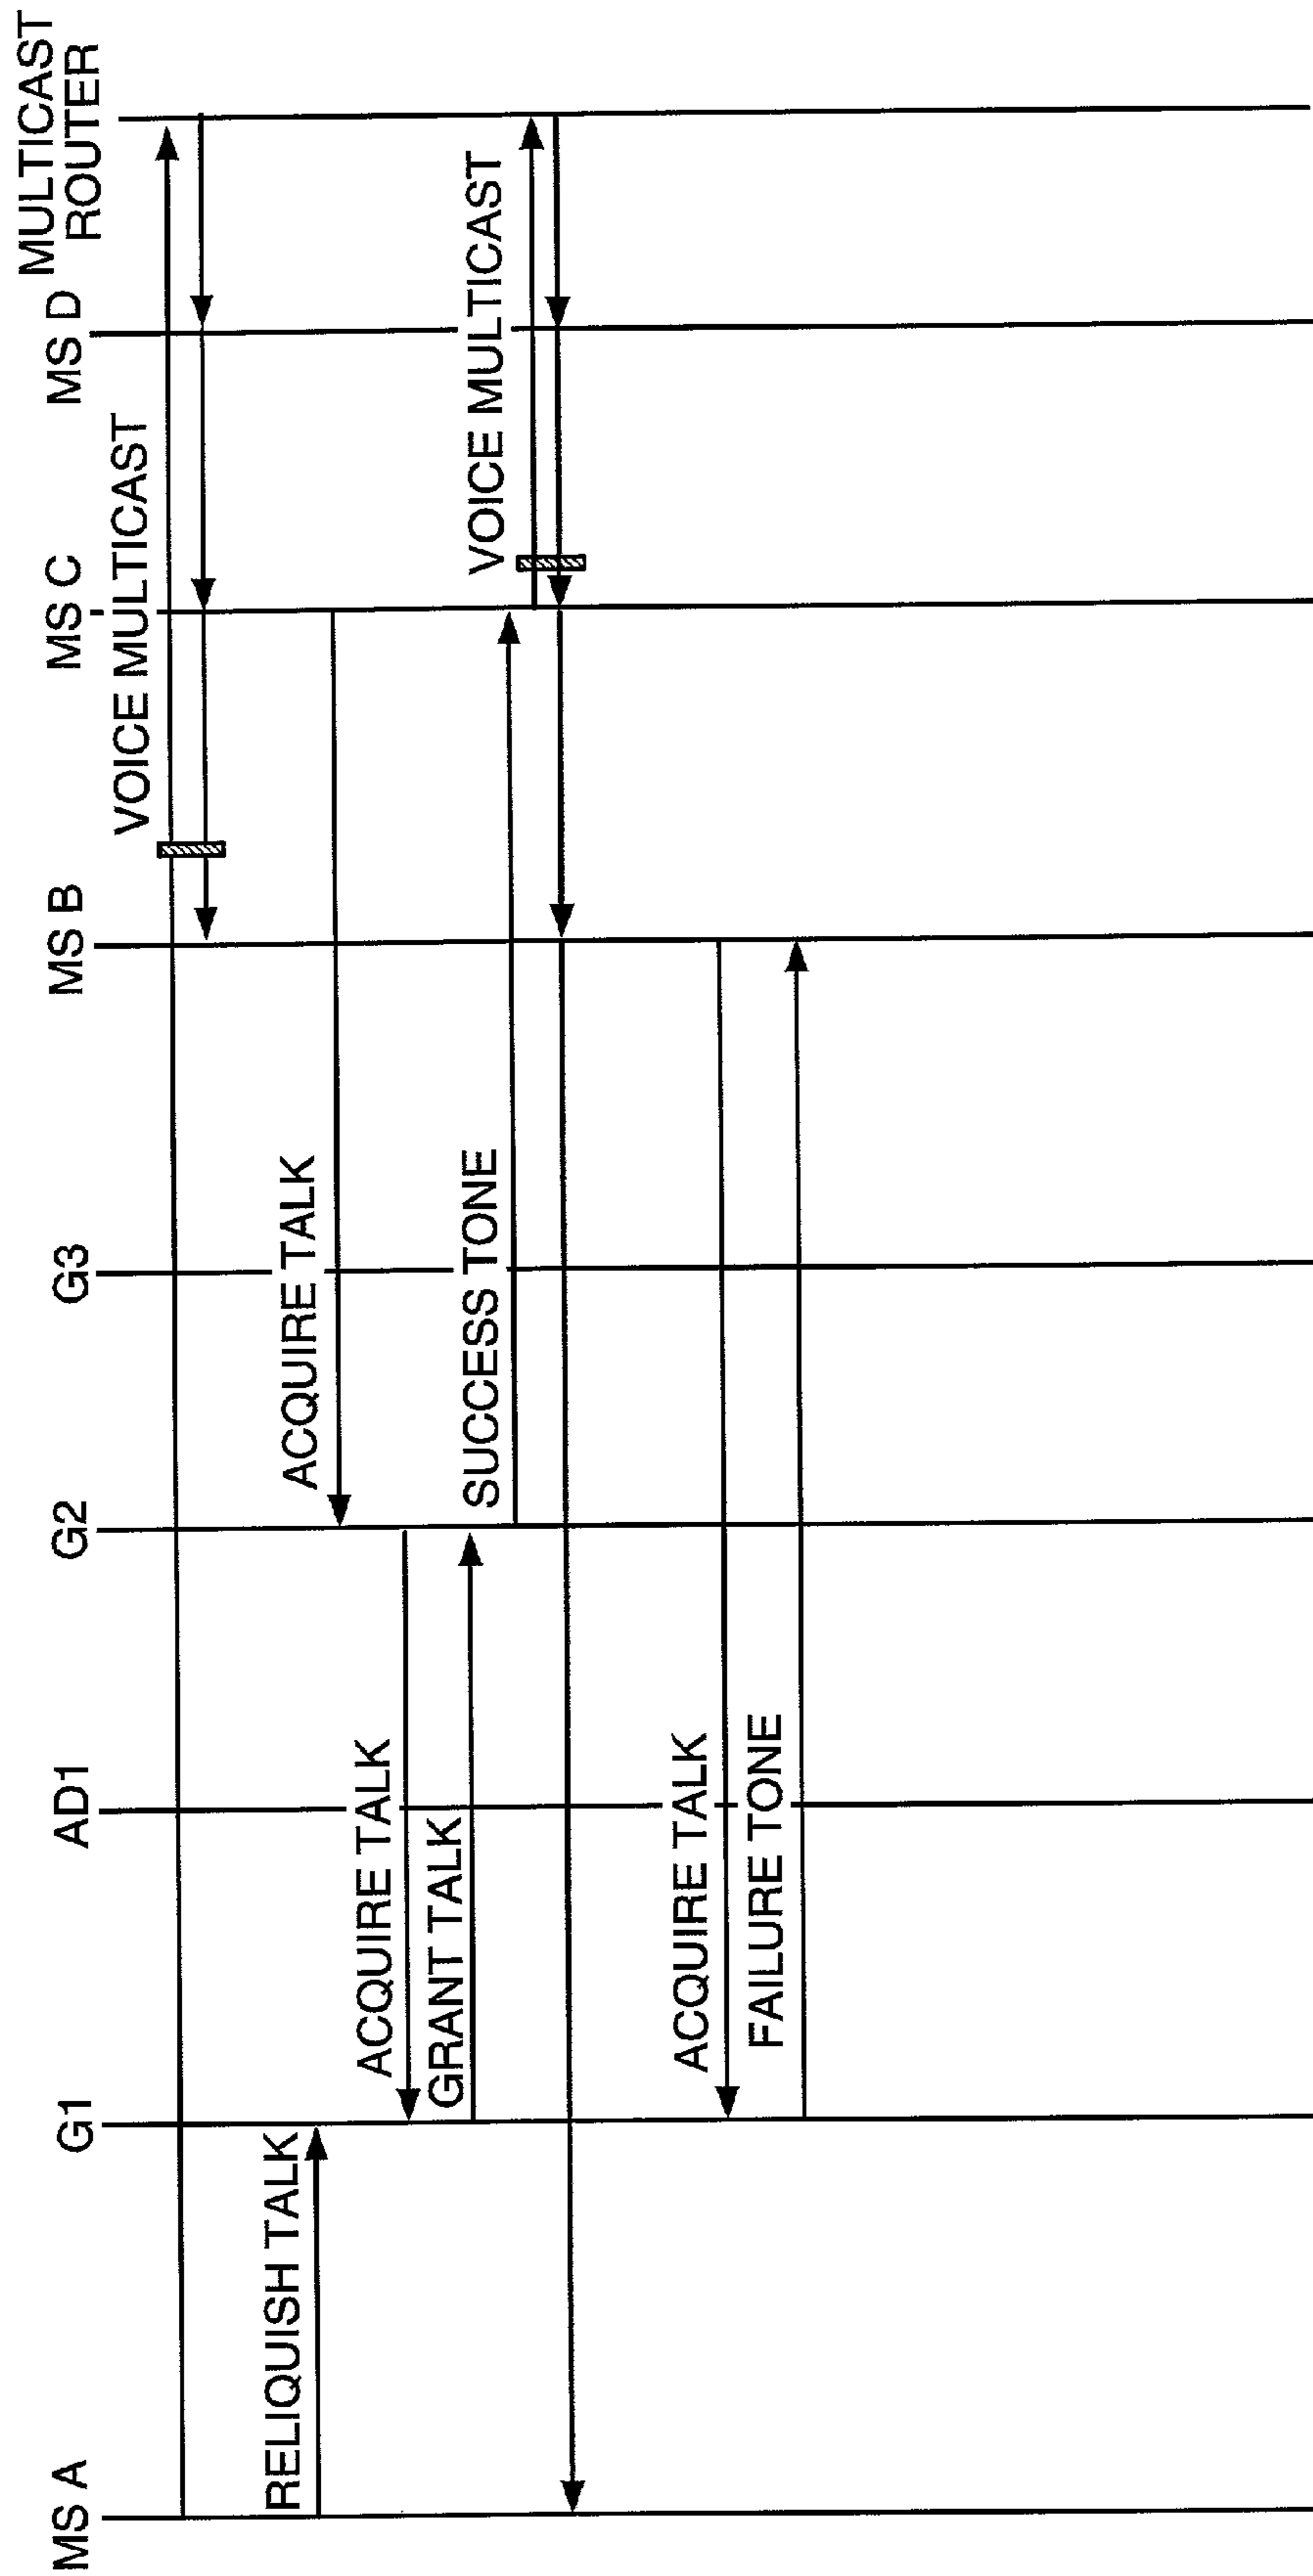 MS A
G1
AD1
G2
G3
MS B
MS C
MS D
MULTICAST
ROUTER
VOICE MULTICAST
RELIQUISH TALK
ACQUIRE TALK
ACQUIRE TALK
GRANT TALK
SUCCESS TONE
VOICE MULTICAST
ACQUIRE TALK
FAILURE TONE